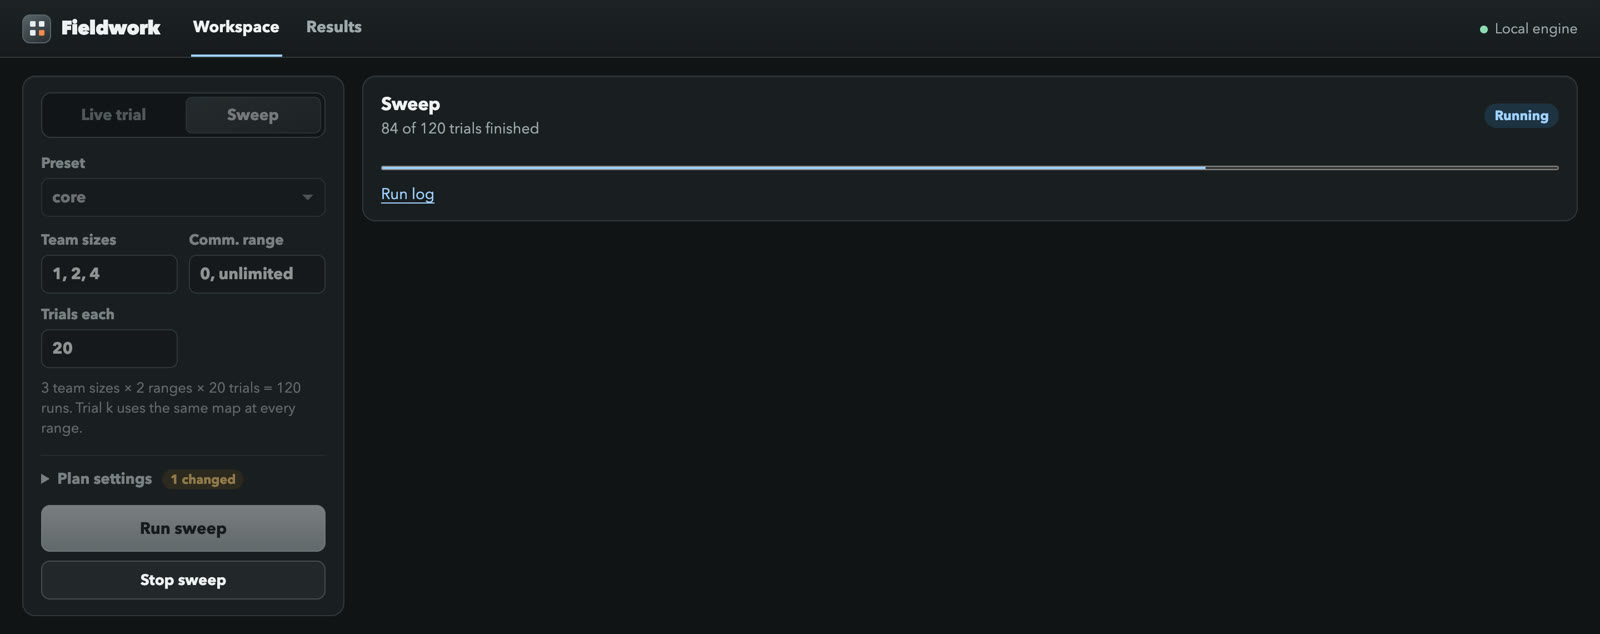 Fieldwork
Workspace
Results
Local engine
Live trial
Sweep
Preset
core
Team sizes
Comm. range
1, 2, 4
0, unlimited
Trials each
20
3 team sizes × 2 ranges × 20 trials = 120
runs. Trial k uses the same map at every
range.
Plan settings
1 changed
Run sweep
Stop sweep
Sweep
84 of 120 trials finished
Running
Run log